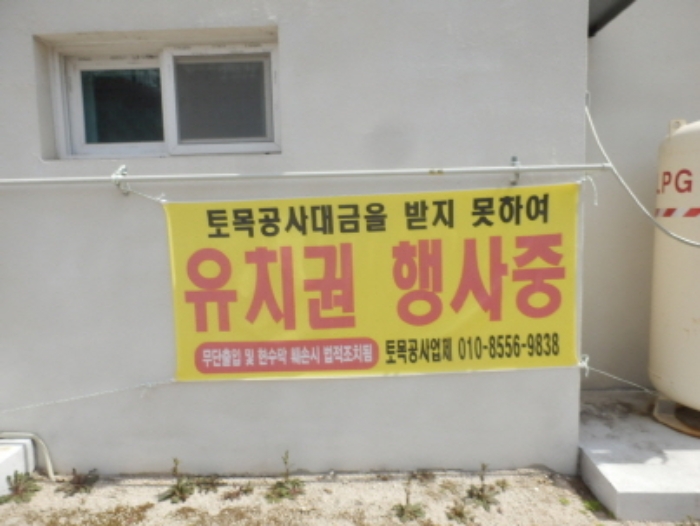 토목공사대금을 받지 못하여
유치권 행사중
무단출입 및 현수막 훼손시 법적조치됨
토목공사업체 010-8556-9838
LPG